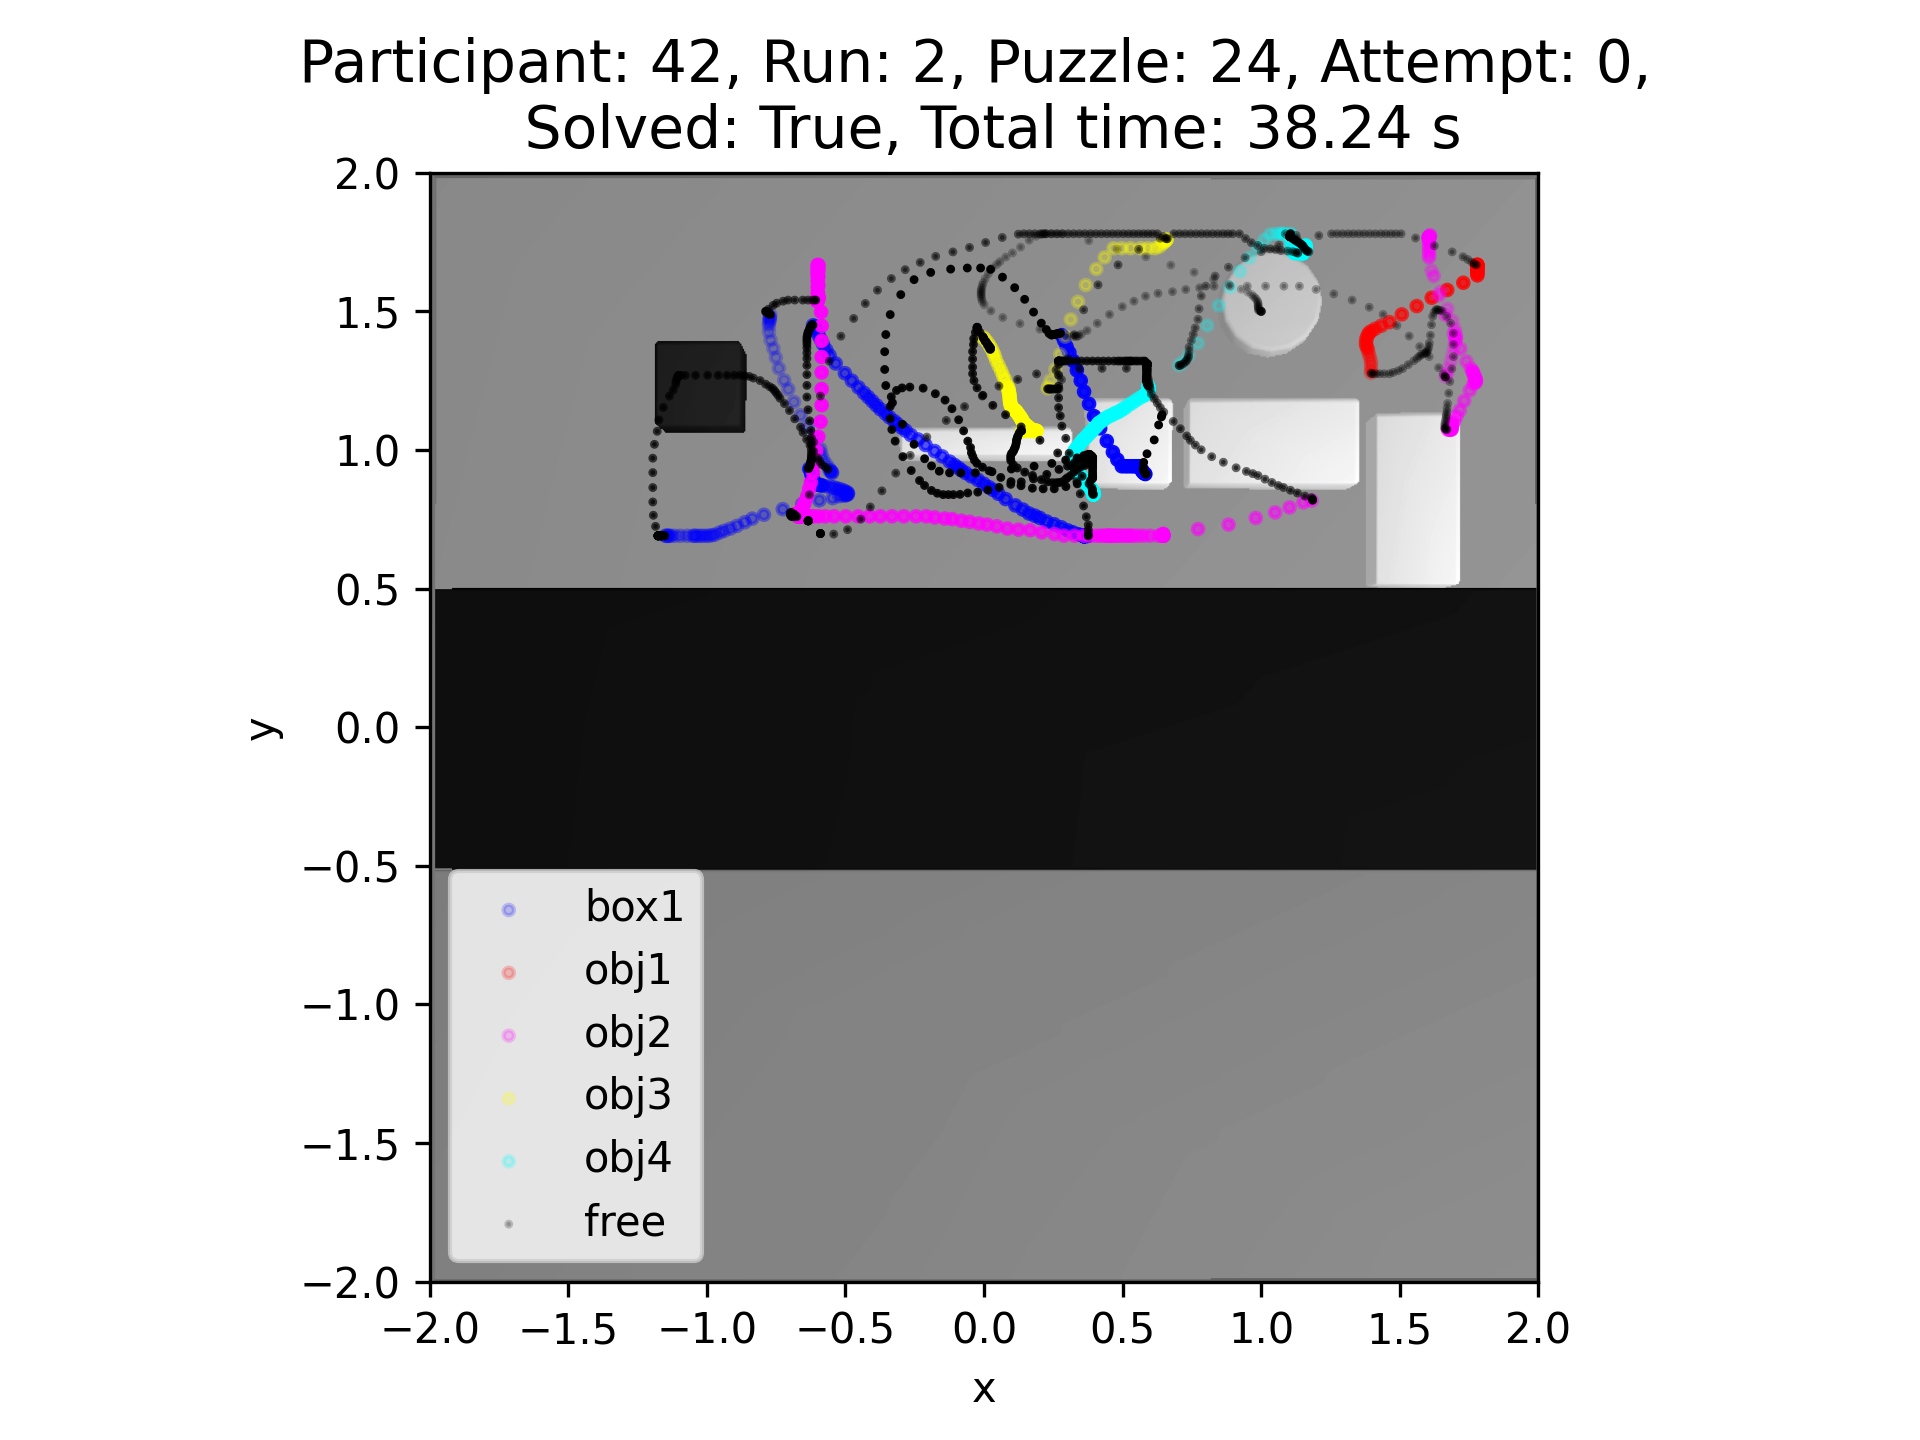 Participant: 42, Run: 2, Puzzle: 24, Attempt: 0,
Solved: True, Total time: 38.24 s
2.0
1.5
1.0
0.5
0.0
−0.5
−1.0
−1.5
−2.0
y
box1
obj1
obj2
obj3
obj4
free
−2.0 −1.5 −1.0 −0.5 0.0 0.5 1.0 1.5 2.0
x